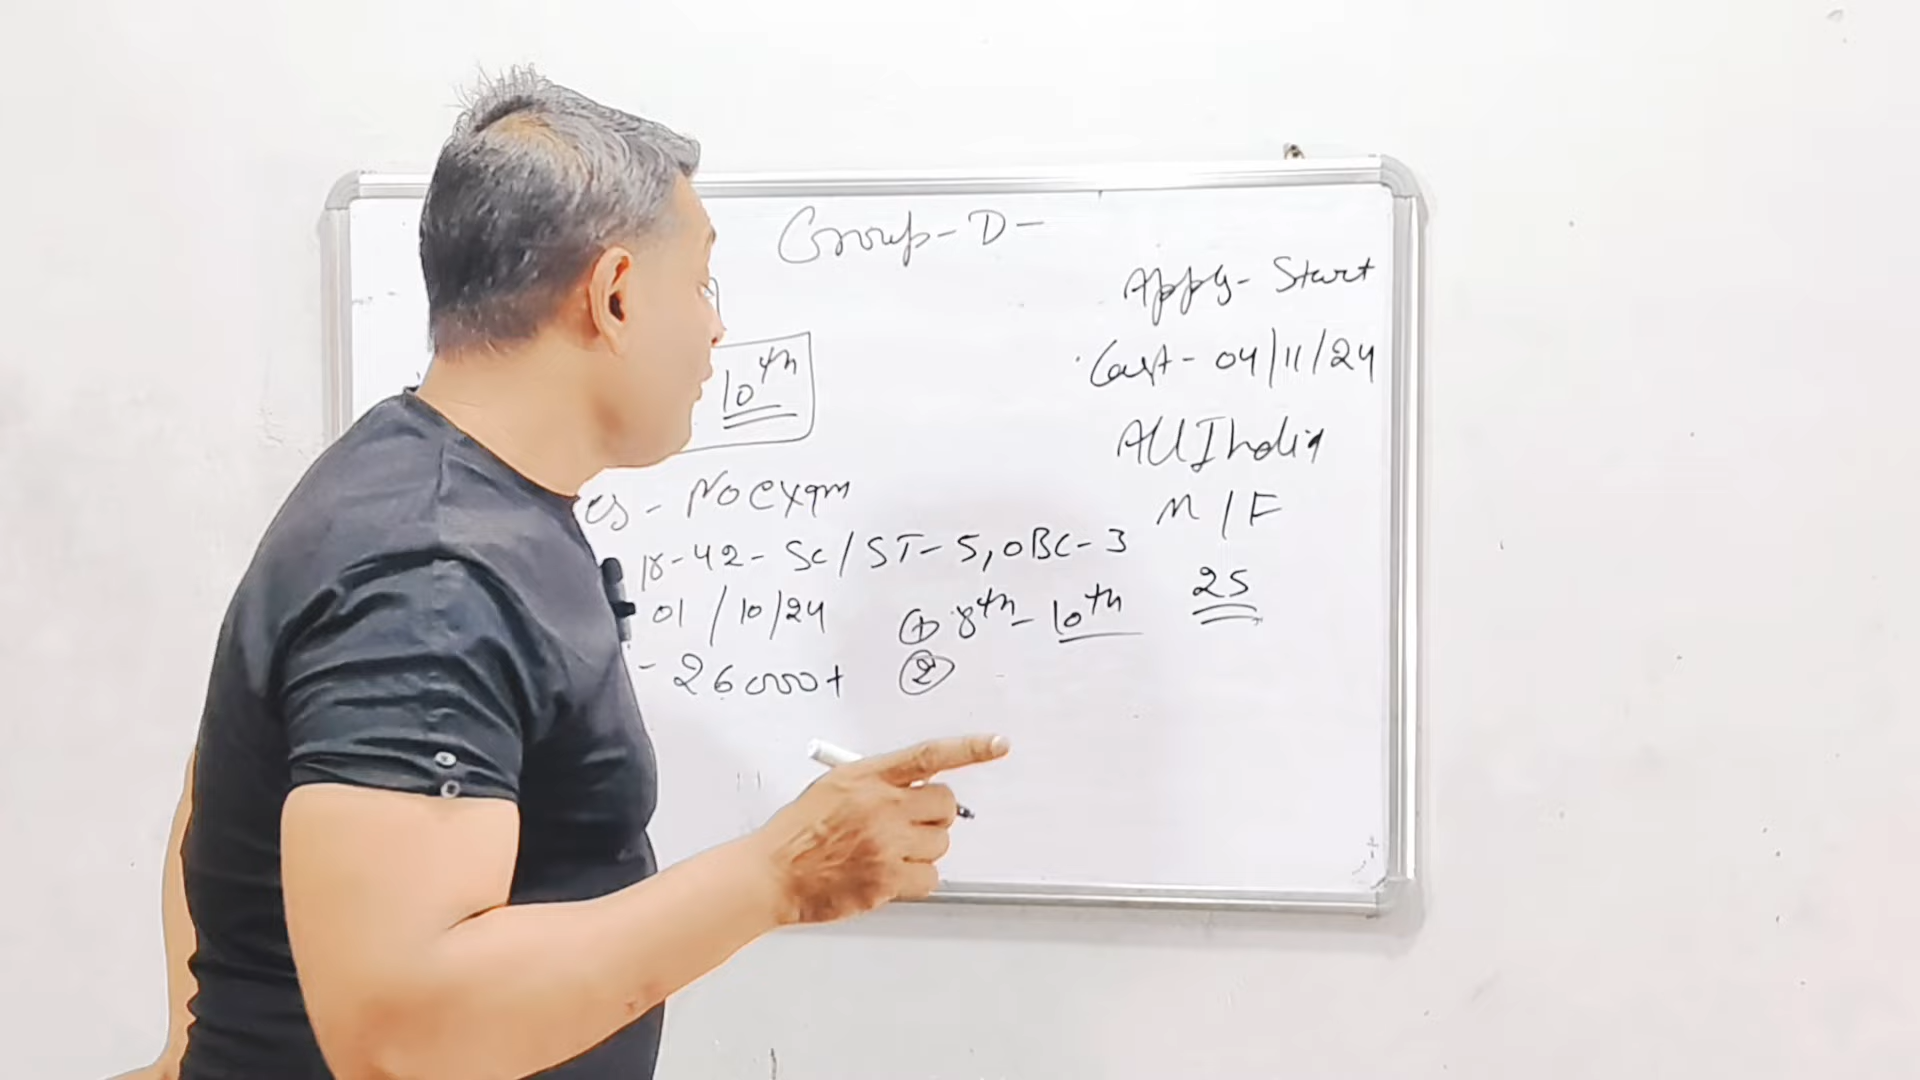 Group-D-
Apply- Start
Last- 04/11/24
10th
All India
No exam
M/F
18-42- SC/ST-5, OBC-3
25
01/10/24
① 8th- 10th
- 26000+
②